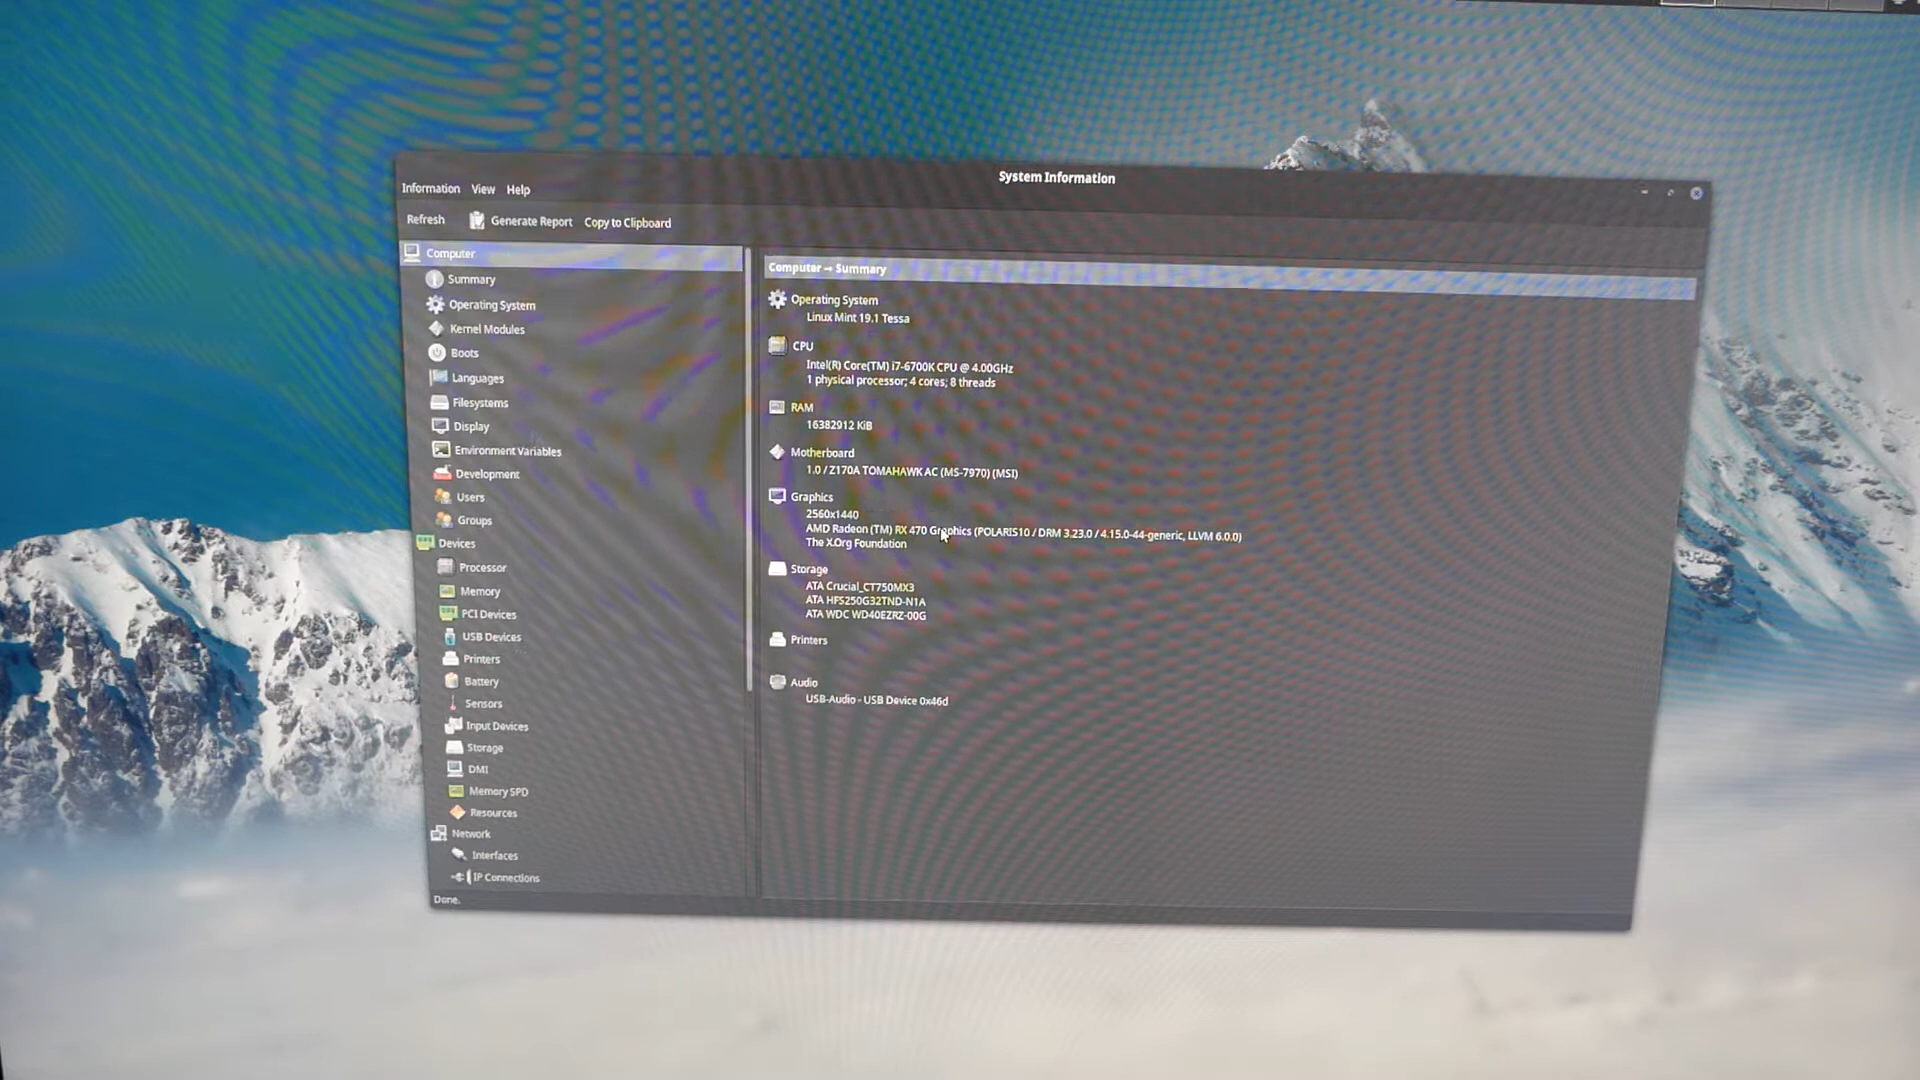 System Information
Information View Help
Refresh Generate Report Copy to Clipboard
Computer
Summary
Operating System
Kernel Modules
Boots
Languages
Filesystems
Display
Environment Variables
Development
Users
Groups
Devices
Processor
Memory
PCI Devices
USB Devices
Printers
Battery
Sensors
Input Devices
Storage
DMI
Memory SPD
Resources
Network
Interfaces
IP Connections
Done.
Computer → Summary
Operating System
Linux Mint 19.1 Tessa
CPU
Intel(R) Core(TM) i7-6700K CPU @ 4.00GHz
1 physical processor; 4 cores; 8 threads
RAM
16382912 KiB
Motherboard
1.0 / Z170A TOMAHAWK AC (MS-7970) (MSI)
Graphics
2560x1440
AMD Radeon (TM) RX 470 Graphics (POLARIS10 / DRM 3.23.0 / 4.15.0-44-generic, LLVM 6.0.0)
The X.Org Foundation
Storage
ATA Crucial_CT750MX3
ATA HFS250G32TND-N1A
ATA WDC WD40EZRZ-00G
Printers
Audio
USB-Audio - USB Device 0x46d